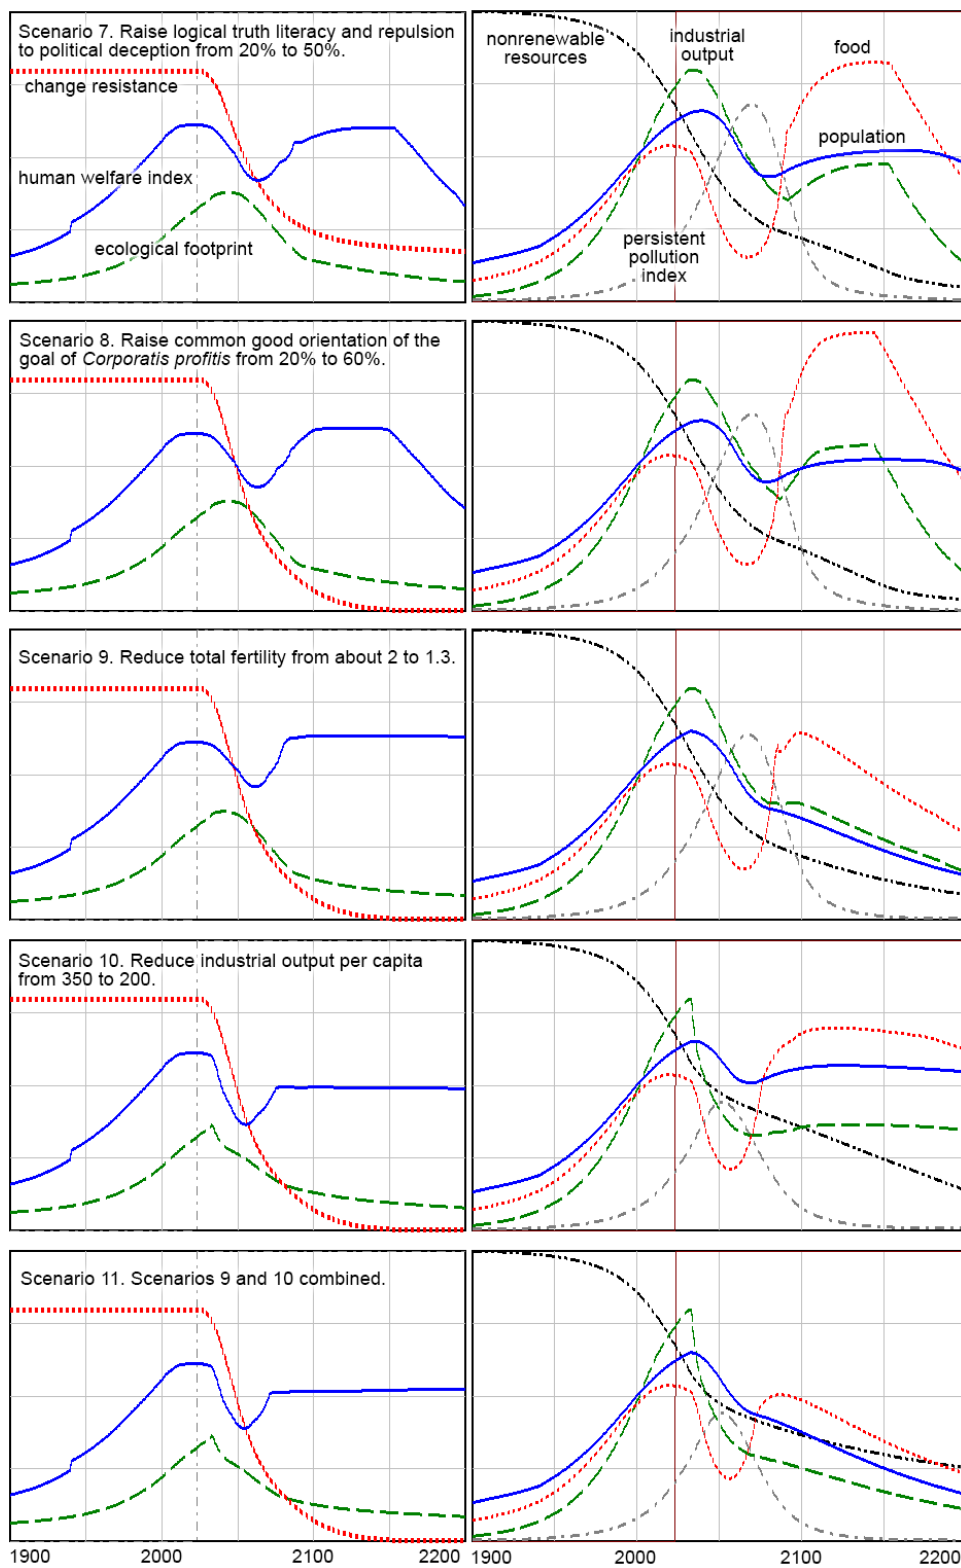 Scenario 7. Raise logical truth literacy and repulsion
to political deception from 20% to 50%.
change resistance
human welfare index
ecological footprint
nonrenewable
resources
industrial
output
food
population
persistent
pollution
index
Scenario 8. Raise common good orientation of the
goal of Corporatis profitis from 20% to 60%.
Scenario 9. Reduce total fertility from about 2 to 1.3.
Scenario 10. Reduce industrial output per capita
from 350 to 200.
Scenario 11. Scenarios 9 and 10 combined.
1900 2000 2100 2200 1900 2000 2100 2200